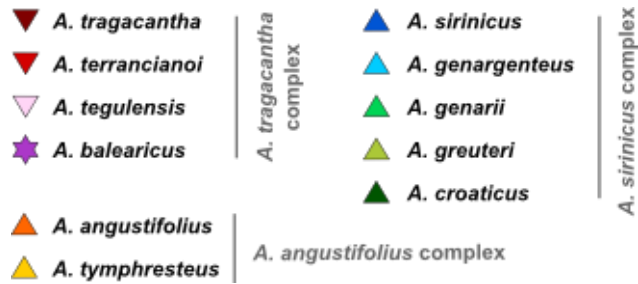 A. tragacantha
A. terrancianoi
A. tegulensis
A. balearicus
A. tragacantha
complex
A. sirinicus
A. genargenteus
A. genarii
A. greuteri
A. croaticus
A. sirinicus complex
A. angustifolius
A. tymphresteus
A. angustifolius complex